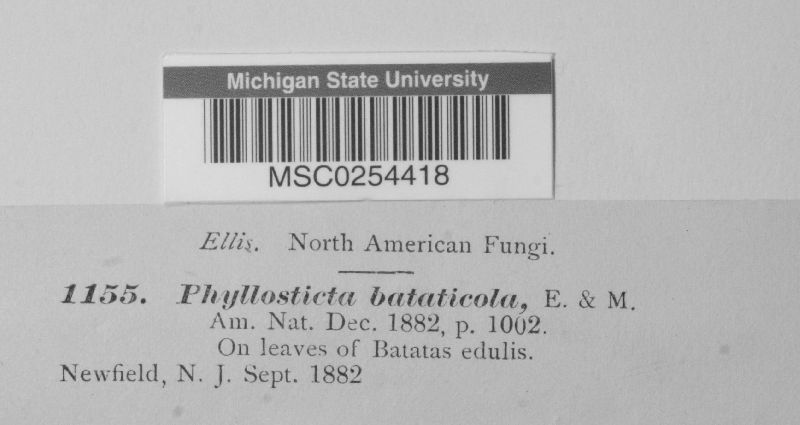 Michigan State University
MSC0254418
Ellis. North American Fungi.
1155. Phyllosticta bataticola, E. & M.
Am. Nat. Dec. 1882, p. 1002.
On leaves of Batatas edulis.
Newfield, N. J. Sept. 1882